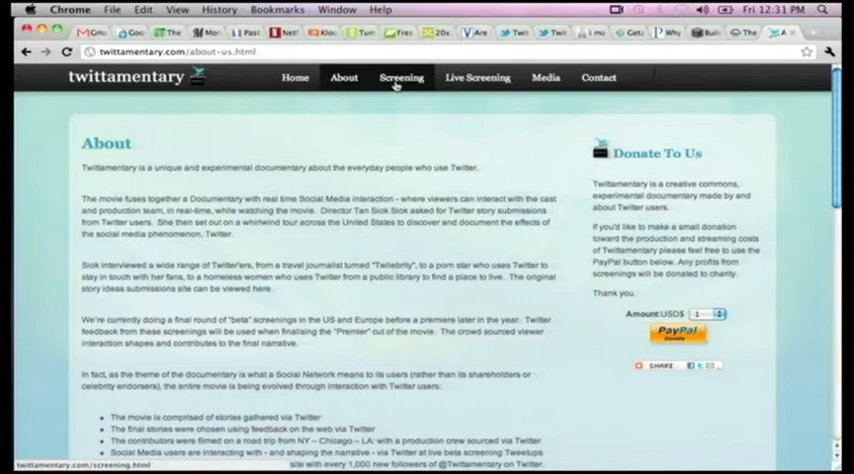 Chrome File Edit View History Bookmarks Window Help
Fri 12:31 PM
twittamentary.com/about-us.html
twittamentary
Home About Screening Live Screening Media Contact
About
Twittamentary is a unique and experimental documentary about the everyday people who use Twitter.
The movie fuses together a Documentary with real time Social Media interaction - where viewers can interact with the cast
and production team, in real-time, while watching the movie. Director Tan Siok Siok asked for Twitter story submissions
from Twitter users. She then set out on a whirlwind tour across the United States to discover and document the effects of
the social media phenomenon, Twitter.
Siok interviewed a wide range of Twitter'ers, from a travel journalist turned "Twilebrity", to a porn star who uses Twitter to
stay in touch with her fans, to a homeless women who uses Twitter from a public library to find a place to live. The original
story ideas submissions site can be viewed here.
We're currently doing a final round of "beta" screenings in the US and Europe before a premiere later in the year. Twitter
feedback from these screenings will be used when finalising the "Premier" cut of the movie. The crowd sourced viewer
interaction shapes and contributes to the final narrative.
In fact, as the theme of the documentary is what a Social Network means to its users (rather than its shareholders or
celebrity endorsers), the entire movie is being evolved through interaction with Twitter users:
The movie is comprised of stories gathered via Twitter
The final stories were chosen using feedback on the web via Twitter
The contributors were filmed on a road trip from NY – Chicago – LA: with a production crew sourced via Twitter
Social Media users are interacting with - and shaping the narrative - via Twitter at live beta screening Tweetups
site with every 1,000 new followers of @Twittamentary on Twitter.
Donate To Us
Twittamentary is a creative commons,
experimental documentary made by and
about Twitter users.
If you'd like to make a small donation
toward the production and streaming costs
of Twittamentary please feel free to use the
PayPal button below. Any profits from
screenings will be donated to charity.
Thank you.
Amount:USD$ 1
PayPal
Donate
SHARE
twittamentary.com/screening.html